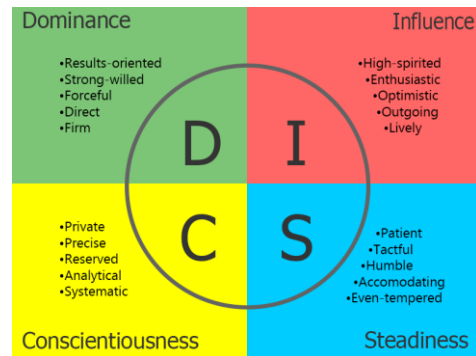 Dominance
•Results-oriented
•Strong-willed
•Forceful
•Direct
•Firm
D
Influence
•High-spirited
•Enthusiastic
•Optimistic
•Outgoing
•Lively
I
•Private
•Precise
•Reserved
•Analytical
•Systematic
C
Conscientiousness
•Patient
•Tactful
•Humble
•Accomodating
•Even-tempered
S
Steadiness